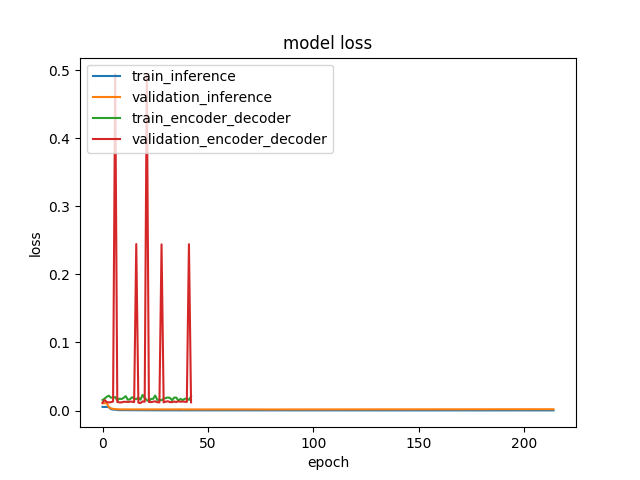 model loss
train_inference
validation_inference
train_encoder_decoder
validation_encoder_decoder
loss
0.5
0.4
0.3
0.2
0.1
0.0
0 50 100 150 200
epoch